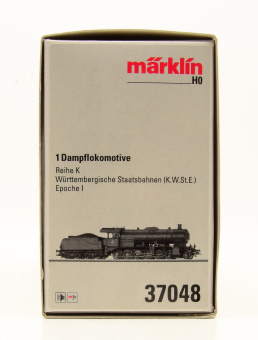 märklin
H0
1 Dampflokomotive
Reihe K
Württembergische Staatsbahnen (K.W.St.E.)
Epoche I
37048